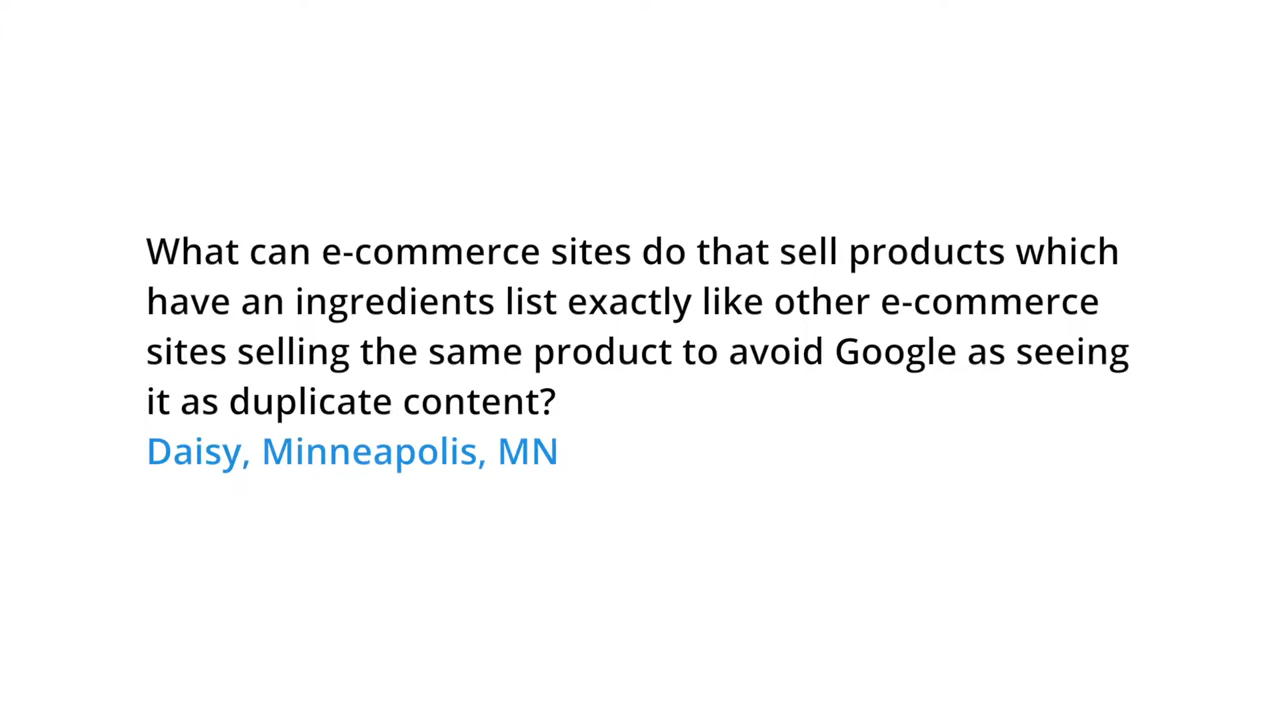 What can e-commerce sites do that sell products which
have an ingredients list exactly like other e-commerce
sites selling the same product to avoid Google as seeing
it as duplicate content?
Daisy, Minneapolis, MN